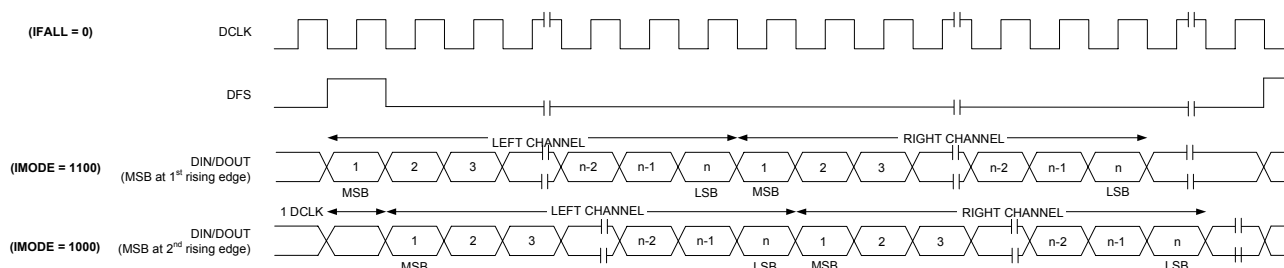 (IFALL = 0) DCLK
DFS
LEFT CHANNEL RIGHT CHANNEL
(IMODE = 1100) DIN/DOUT 1 2 3 n-2 n-1 n 1 2 3 n-2 n-1 n
(MSB at 1st rising edge)
MSB LSB MSB LSB
1 DCLK LEFT CHANNEL RIGHT CHANNEL
(IMODE = 1000) DIN/DOUT 1 2 3 n-2 n-1 n 1 2 3 n-2 n-1 n
(MSB at 2nd rising edge)
MSB LSB MSB LSB